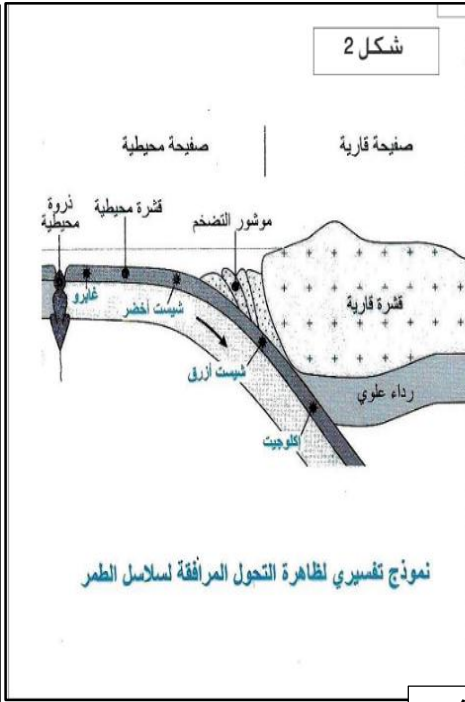 شكل 2
صفيحة قارية
صفيحة محيطية
ذروة
محيطية
قشرة محيطية
موشور التضخم
غابرو
شيست أخضر
قشرة قارية
شيست أزرق
رداء علوي
إكلوجيت
نموذج تفسيري لظاهرة التحول المرافقة لسلاسل الطمر